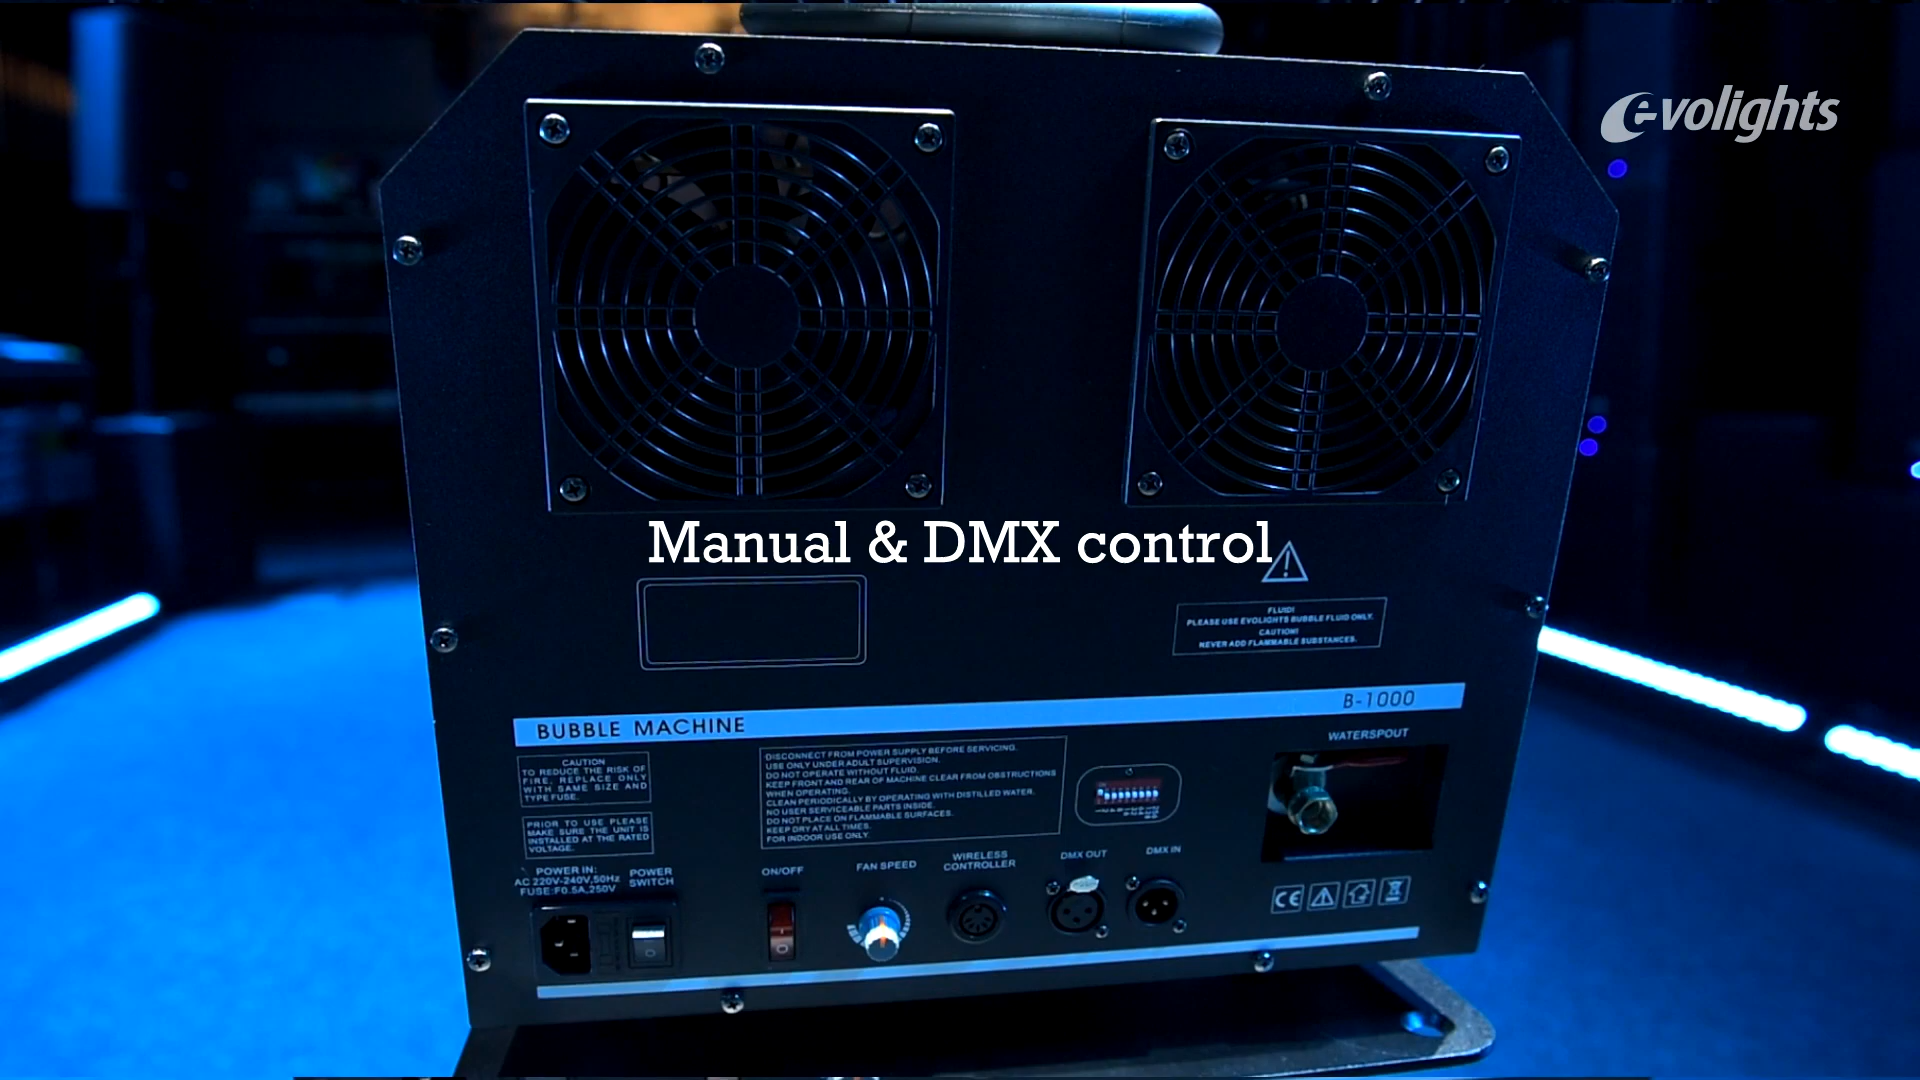 evolights
Manual & DMX control
FLUID!
PLEASE USE EVOLIGHTS BUBBLE FLUID ONLY.
CAUTION!
NEVER ADD FLAMMABLE SUBSTANCES.
BUBBLE MACHINE
B-1000
CAUTION
TO REDUCE THE RISK OF
FIRE, REPLACE ONLY
WITH SAME SIZE AND
TYPE FUSE.
PRIOR TO USE PLEASE
MAKE SURE THE UNIT IS
INSTALLED AT THE RATED
VOLTAGE.
DISCONNECT FROM POWER SUPPLY BEFORE SERVICING.
USE ONLY UNDER ADULT SUPERVISION.
DO NOT OPERATE WITHOUT FLUID.
KEEP FRONT AND REAR OF MACHINE CLEAR FROM OBSTRUCTIONS
WHEN OPERATING.
CLEAN PERIODICALLY BY OPERATING WITH DISTILLED WATER.
NO USER SERVICEABLE PARTS INSIDE.
DO NOT PLACE ON FLAMMABLE SURFACES.
KEEP DRY AT ALL TIMES.
FOR INDOOR USE ONLY.
WATERSPOUT
POWER IN:
AC 220V-240V,50Hz
FUSE:F0.5A,250V
POWER
SWITCH
ON/OFF
FAN SPEED
WIRELESS
CONTROLLER
DMX OUT
DMX IN
CE